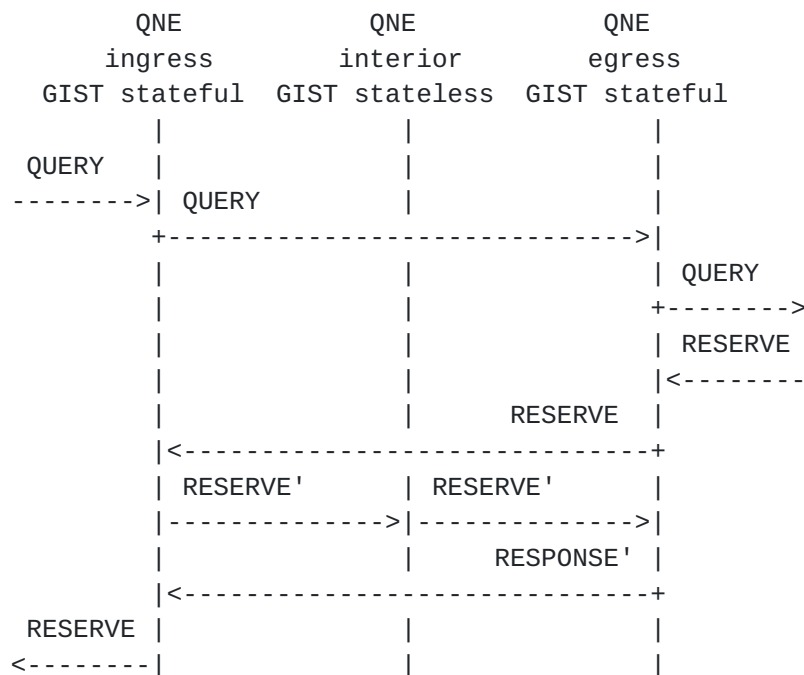 QNE QNE QNE
ingress interior egress
GIST stateful GIST stateless GIST stateful
| | |
QUERY | | |
-------->| QUERY | |
+------------------------------>|
| | | QUERY
| | +-------->
| | | RESERVE
| | |<--------
| | RESERVE |
|<------------------------------+
| RESERVE' | RESERVE' |
|-------------->|-------------->|
| | RESPONSE' |
|<------------------------------+
RESERVE | | |
<--------| | |